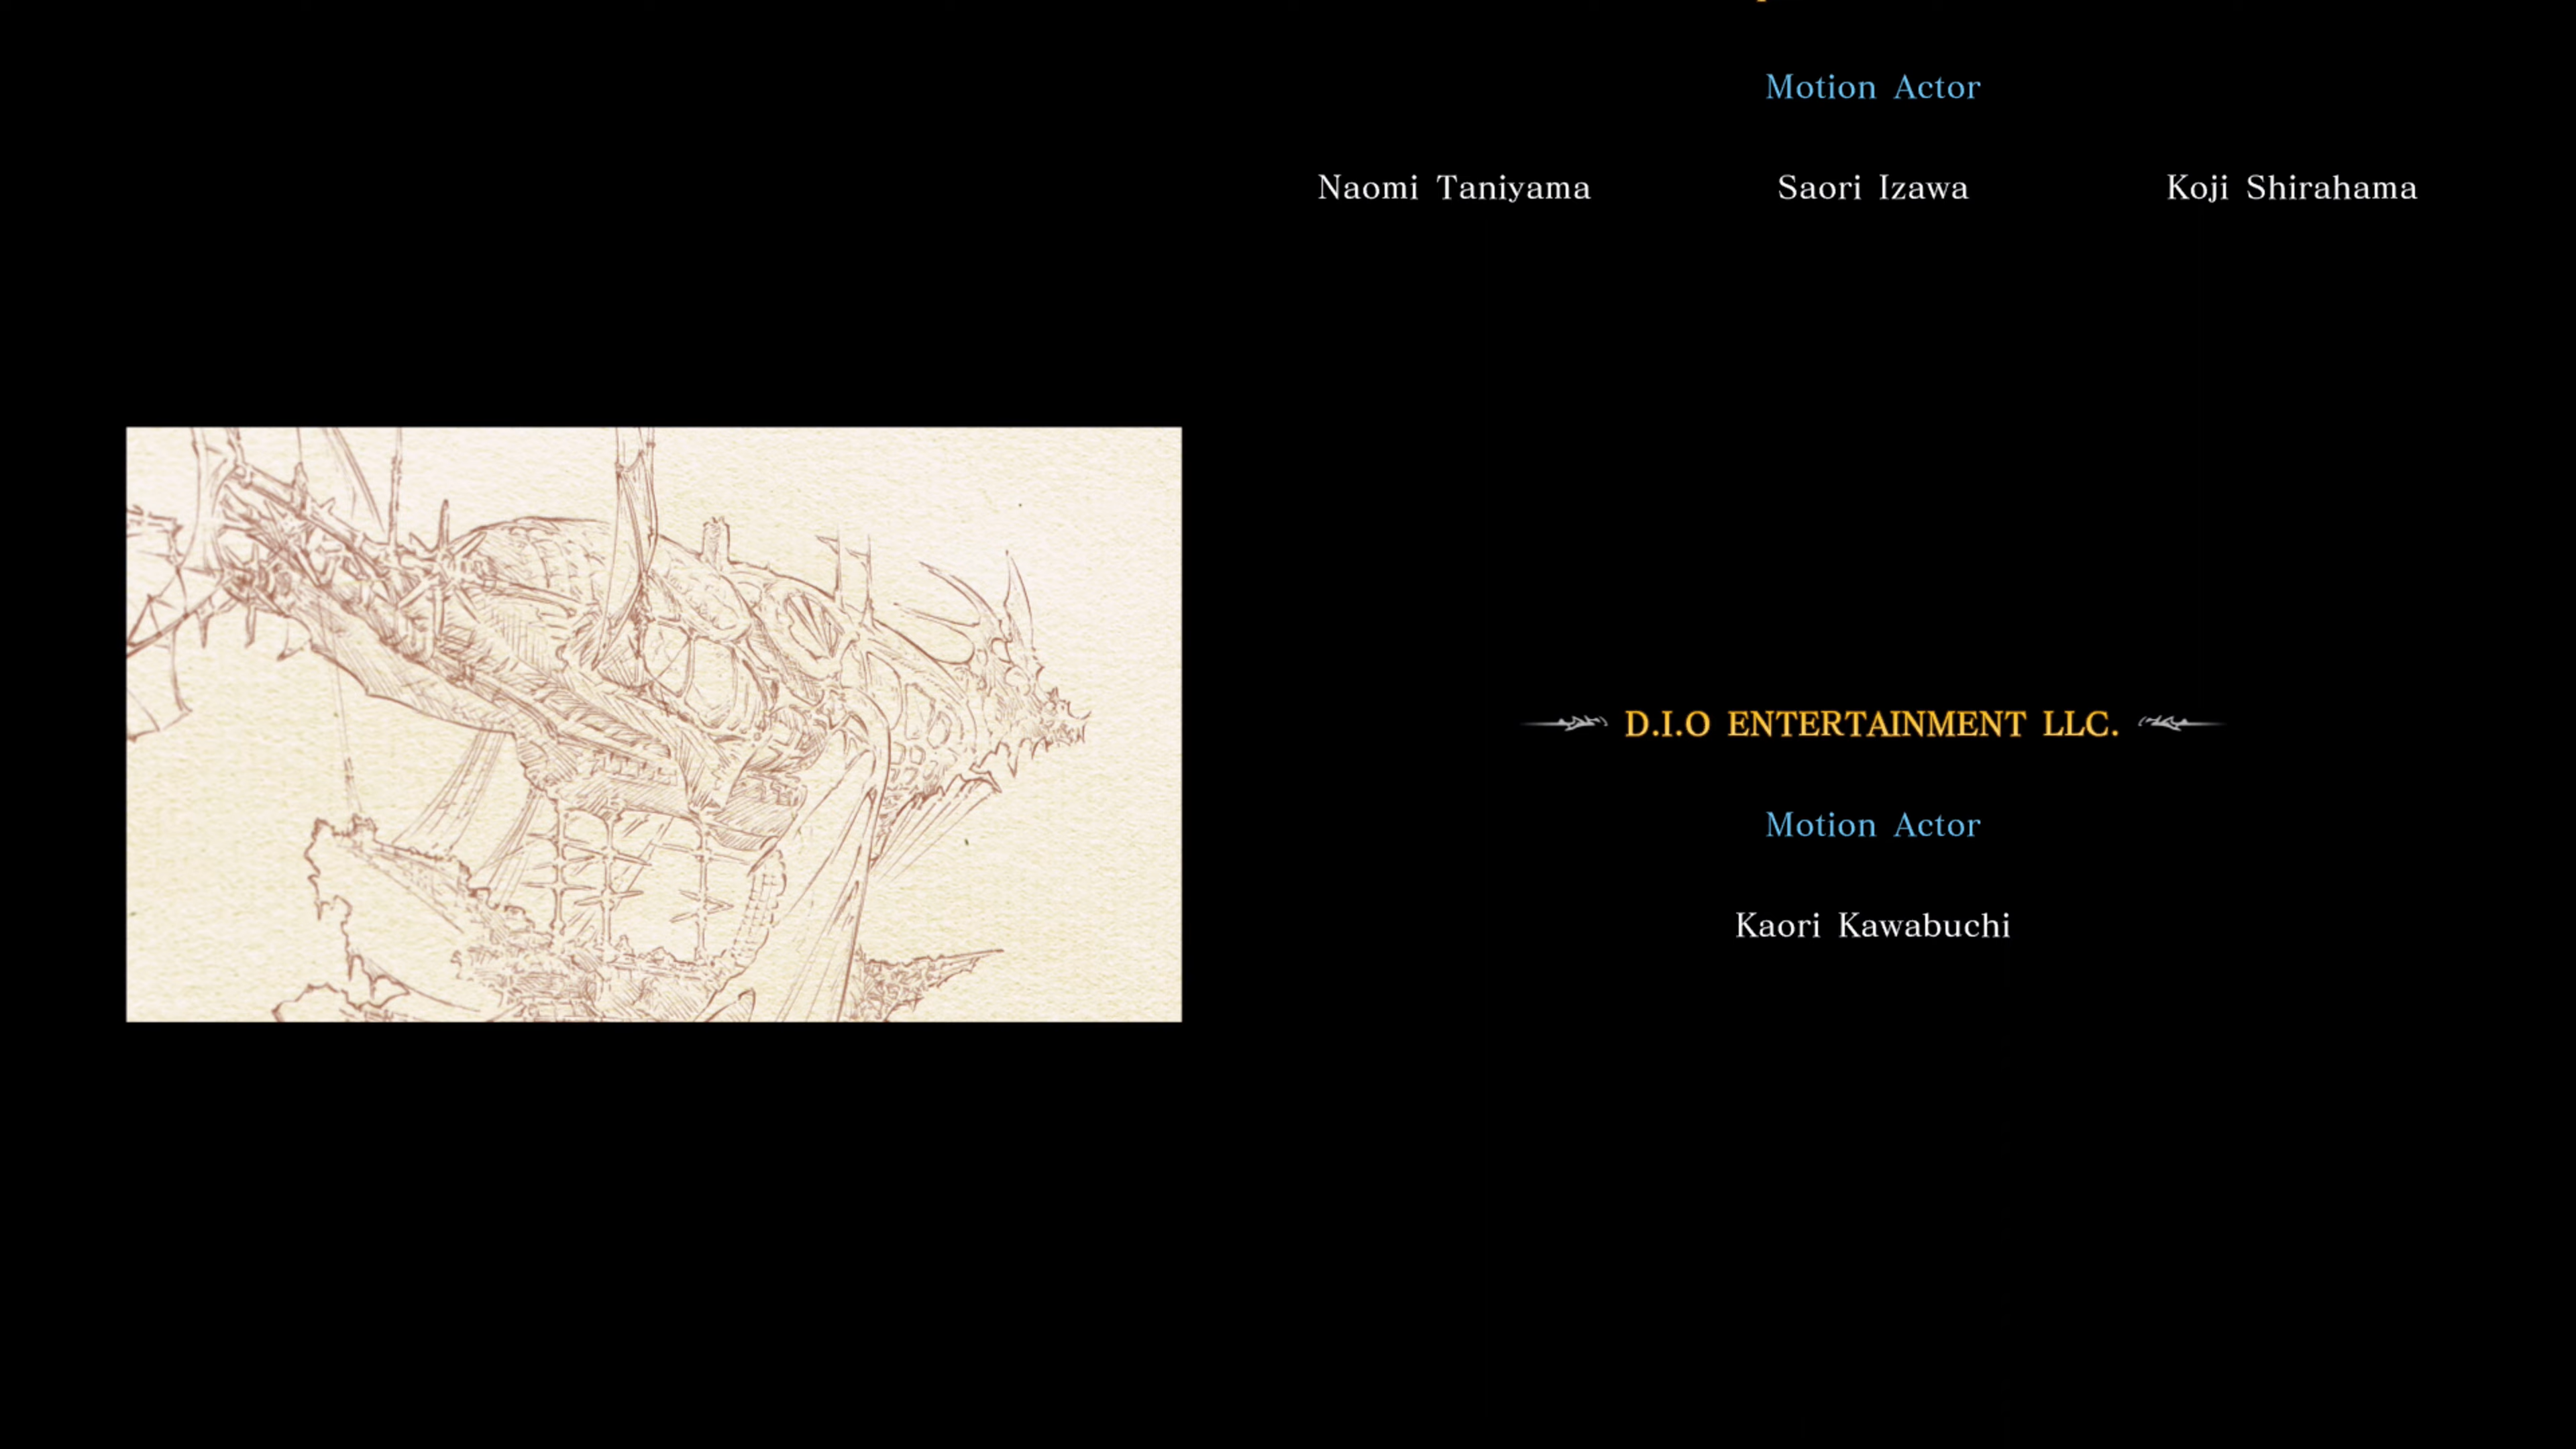 Motion Actor
Naomi Taniyama Saori Izawa Koji Shirahama
D.I.O ENTERTAINMENT LLC.
Motion Actor
Kaori Kawabuchi